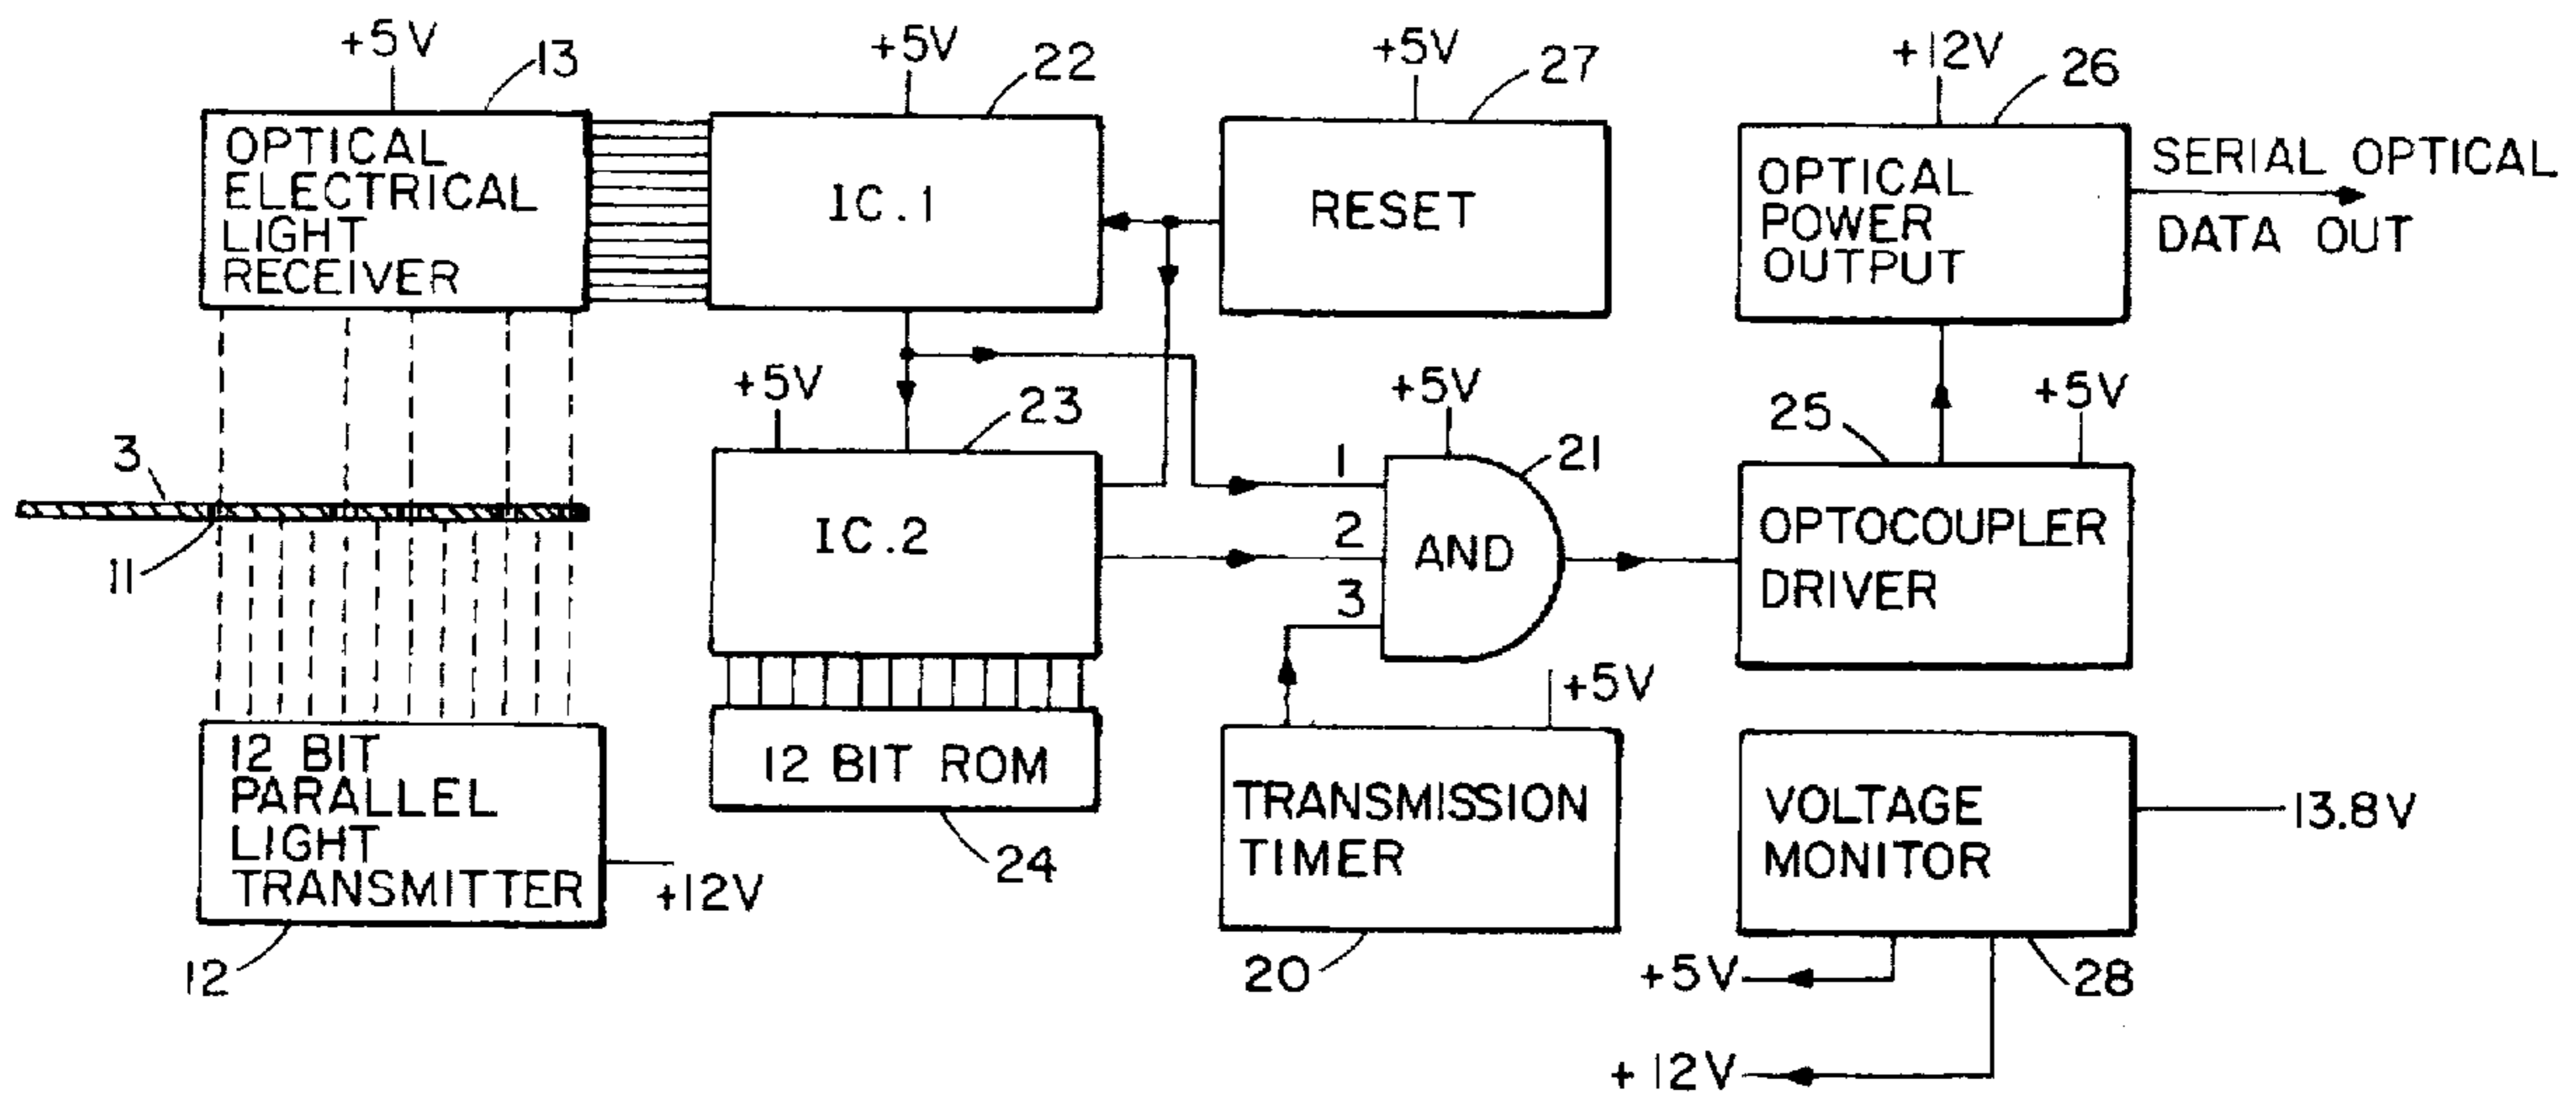 +5V
13
+5V
22
+5V
27
+12V
26
OPTICAL
ELECTRICAL
LIGHT
RECEIVER
IC.1
RESET
OPTICAL
POWER
OUTPUT
SERIAL OPTICAL
DATA OUT
3
11
+5V
23
IC.2
+5V
21
1
2
3
AND
25
+5V
OPTOCOUPLER
DRIVER
12 BIT
PARALLEL
LIGHT
TRANSMITTER
+12V
12
12 BIT ROM
24
+5V
TRANSMISSION
TIMER
20
VOLTAGE
MONITOR
13.8V
+5V
28
+12V